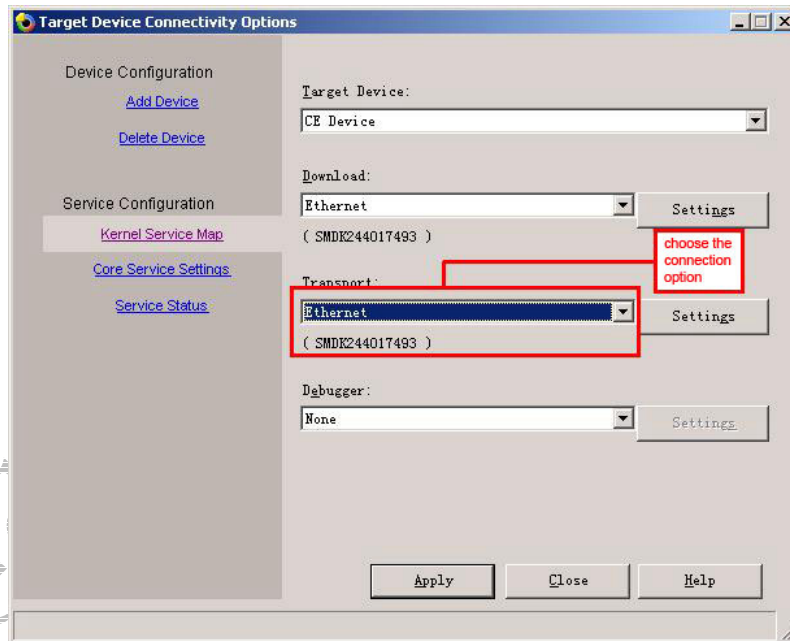 Target Device Connectivity Options
Device Configuration
Add Device
Delete Device
Service Configuration
Kernel Service Map
Core Service Settings
Service Status
Target Device:
CE Device
Download:
Ethernet
Settings
( SMDK244017493 )
choose the
connection
option
Transport:
Ethernet
Settings
( SMDK244017493 )
Debugger:
None
Settings
Apply
Close
Help